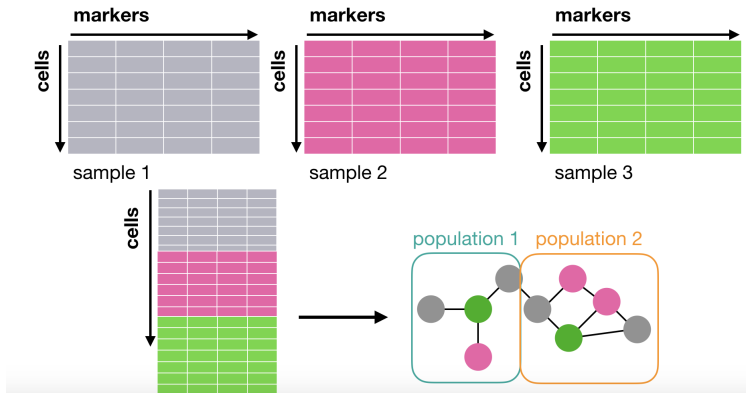 markers
markers
markers
cells
cells
cells
sample 1
sample 2
sample 3
cells
population 1
population 2